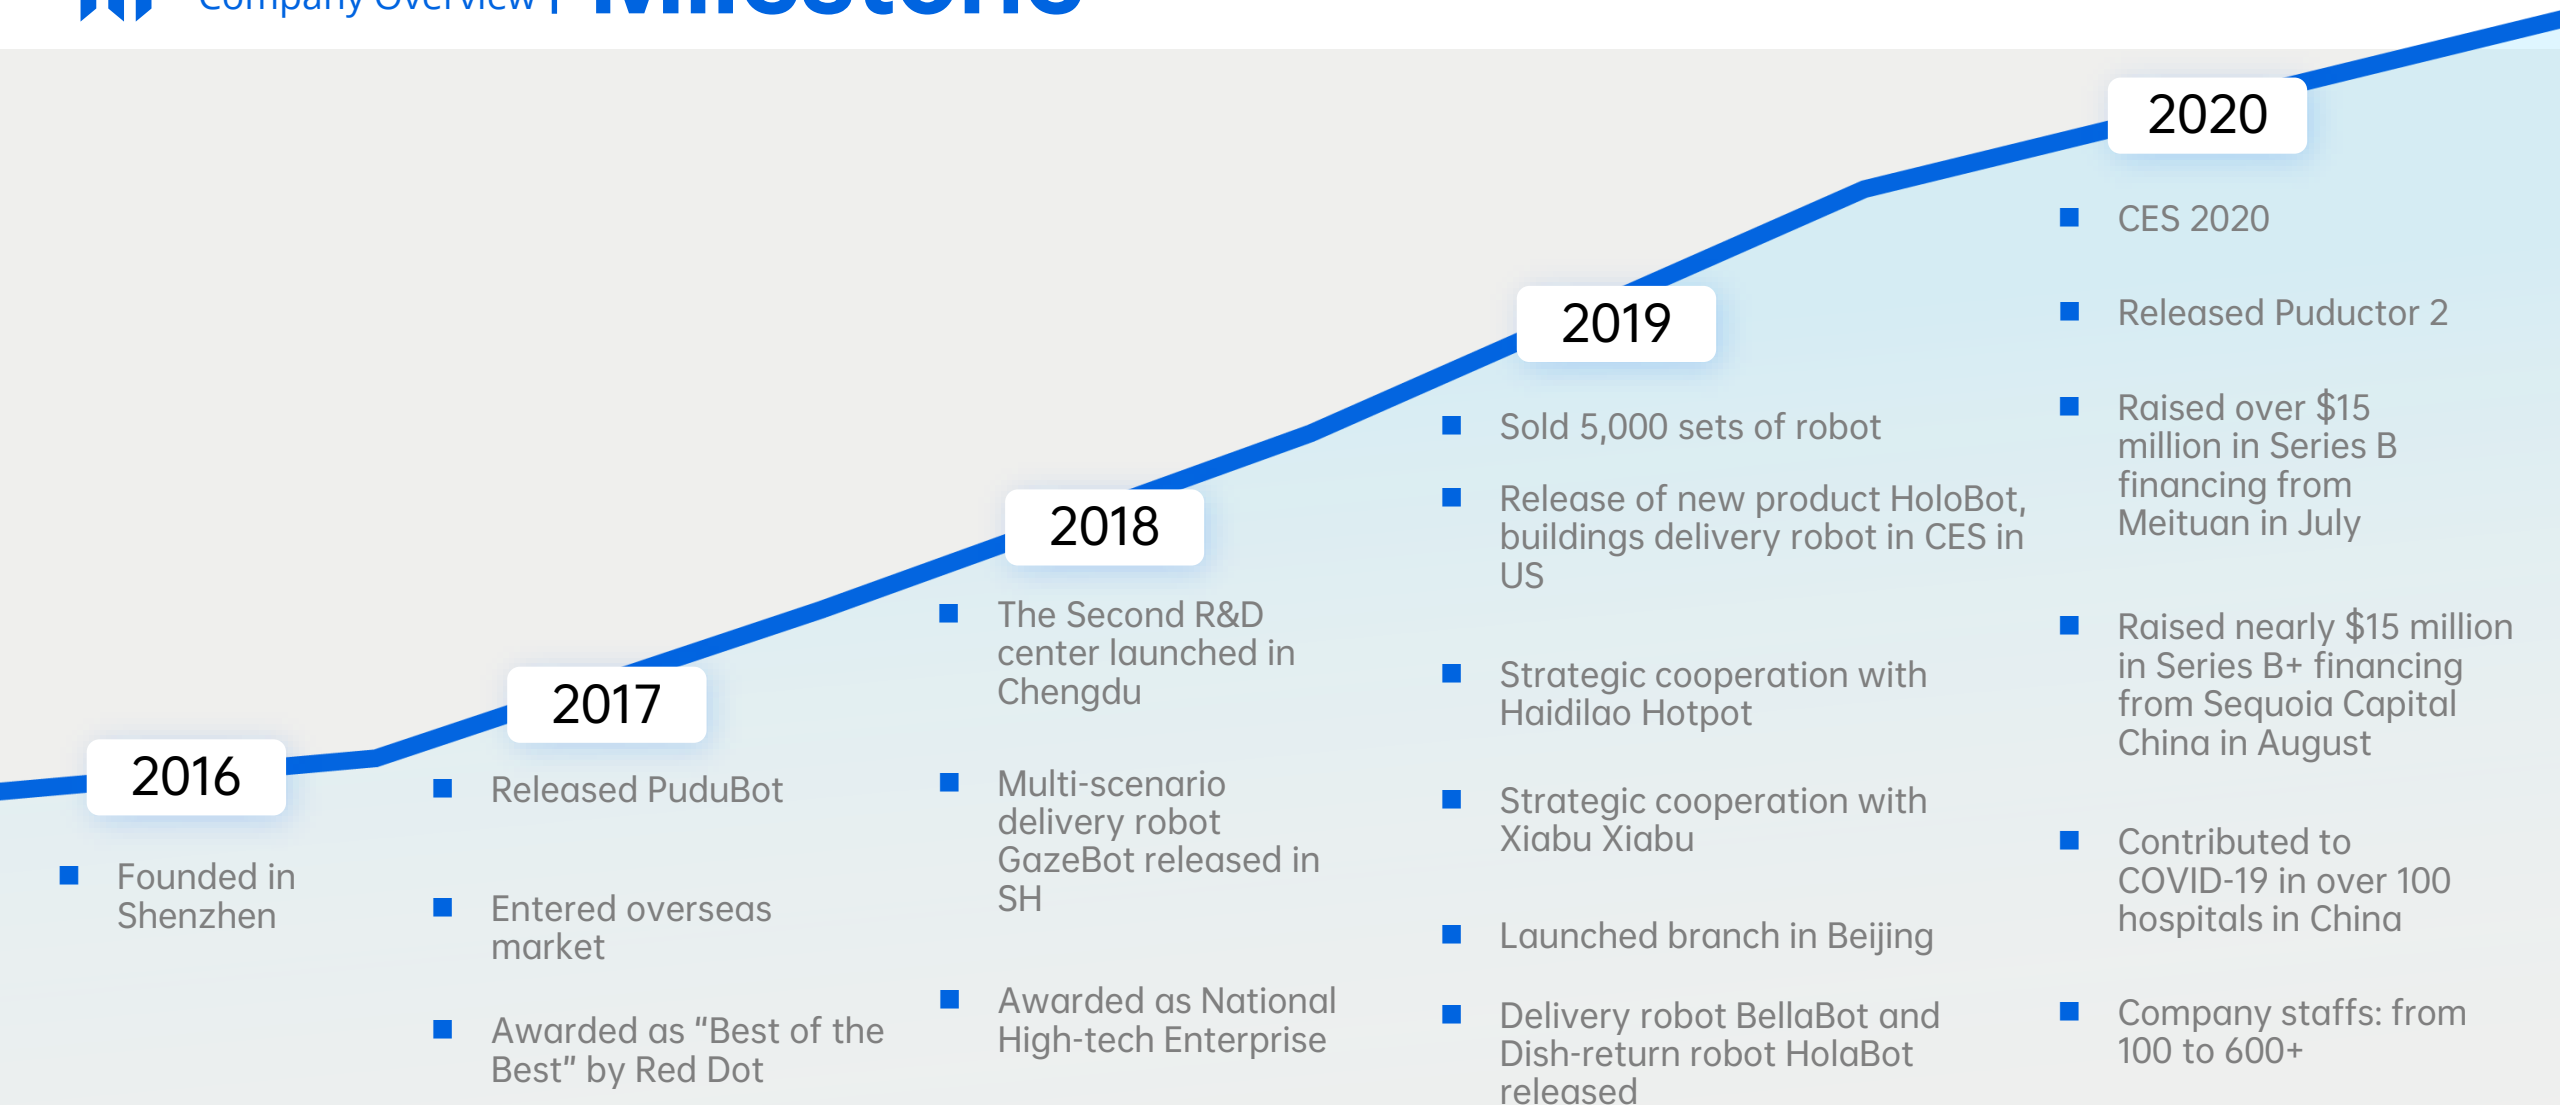 Company Overview | Milestone
2016
Founded in
Shenzhen
2017
Released PuduBot
Entered overseas
market
Awarded as “Best of the
Best” by Red Dot
2018
The Second R&D
center launched in
Chengdu
Multi-scenario
delivery robot
GazeBot released in
SH
Awarded as National
High-tech Enterprise
2019
Sold 5,000 sets of robot
Release of new product HoloBot,
buildings delivery robot in CES in
US
Strategic cooperation with
Haidilao Hotpot
Strategic cooperation with
Xiabu Xiabu
Launched branch in Beijing
Delivery robot BellaBot and
Dish-return robot HolaBot
released
2020
CES 2020
Released Puductor 2
Raised over $15
million in Series B
financing from
Meituan in July
Raised nearly $15 million
in Series B+ financing
from Sequoia Capital
China in August
Contributed to
COVID-19 in over 100
hospitals in China
Company staffs: from
100 to 600+